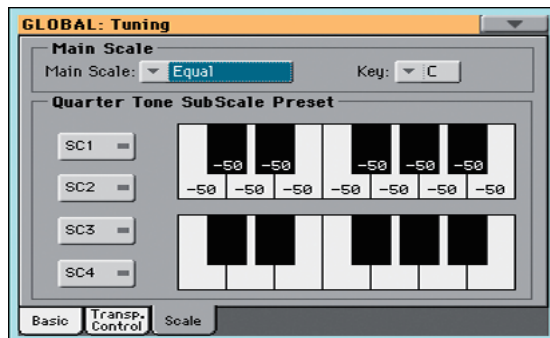 GLOBAL: Tuning
Main Scale
Main Scale: Equal Key: C
Quarter Tone SubScale Preset
SC1
-50 -50 -50 -50 -50
SC2
-50 -50 -50 -50 -50 -50 -50
SC3
SC4
Basic Transp. Control Scale